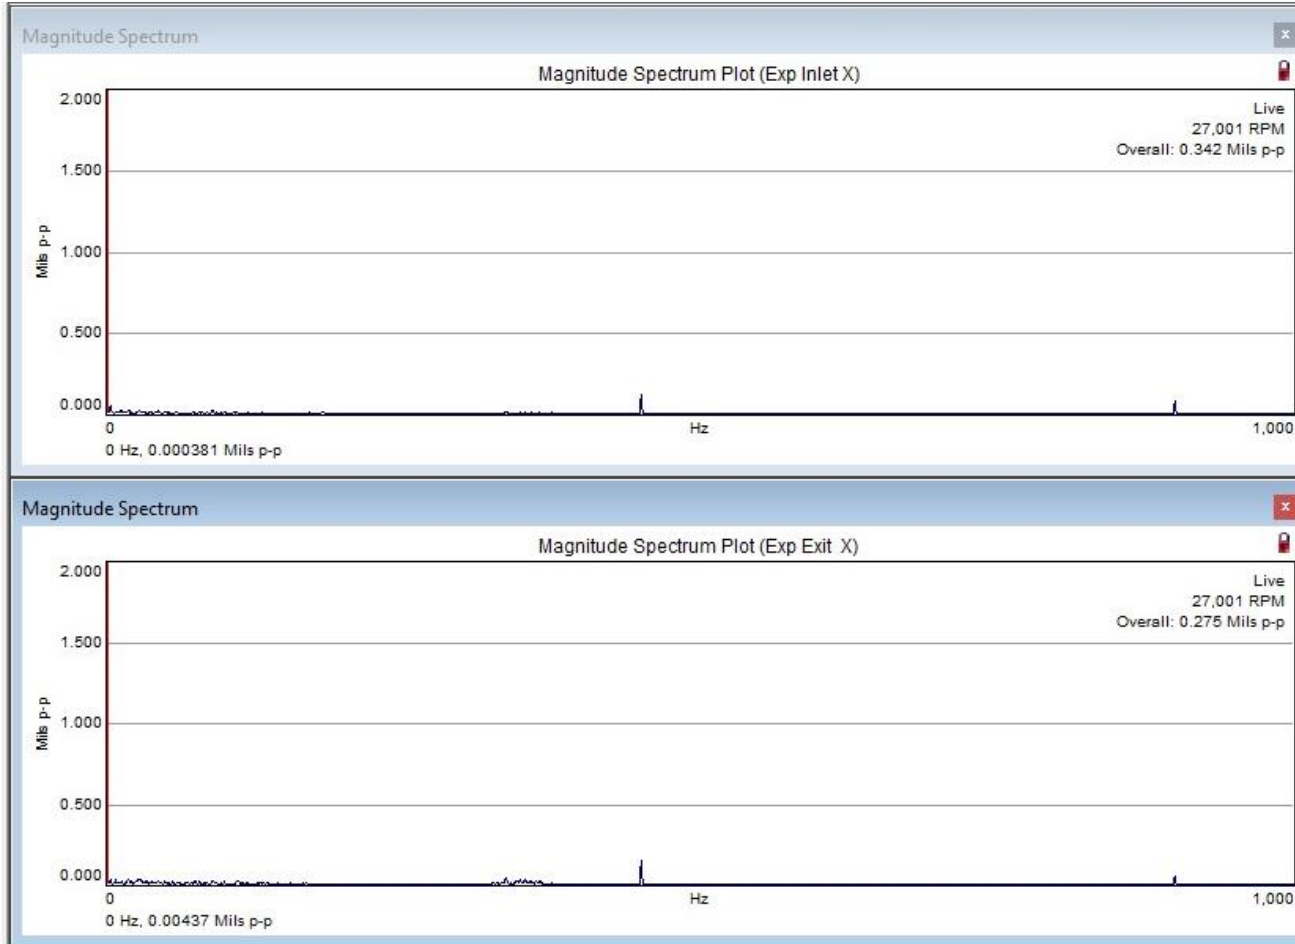 Magnitude Spectrum
x
Magnitude Spectrum Plot (Exp Inlet X)
Live
27,001 RPM
Overall: 0.342 Mils p-p
2.000
1.500
1.000
0.500
0.000
Mils p-p
0
Hz
1,000
0 Hz, 0.000381 Mils p-p
Magnitude Spectrum
x
Magnitude Spectrum Plot (Exp Exit X)
Live
27,001 RPM
Overall: 0.275 Mils p-p
2.000
1.500
1.000
0.500
0.000
Mils p-p
0
Hz
1,000
0 Hz, 0.00437 Mils p-p